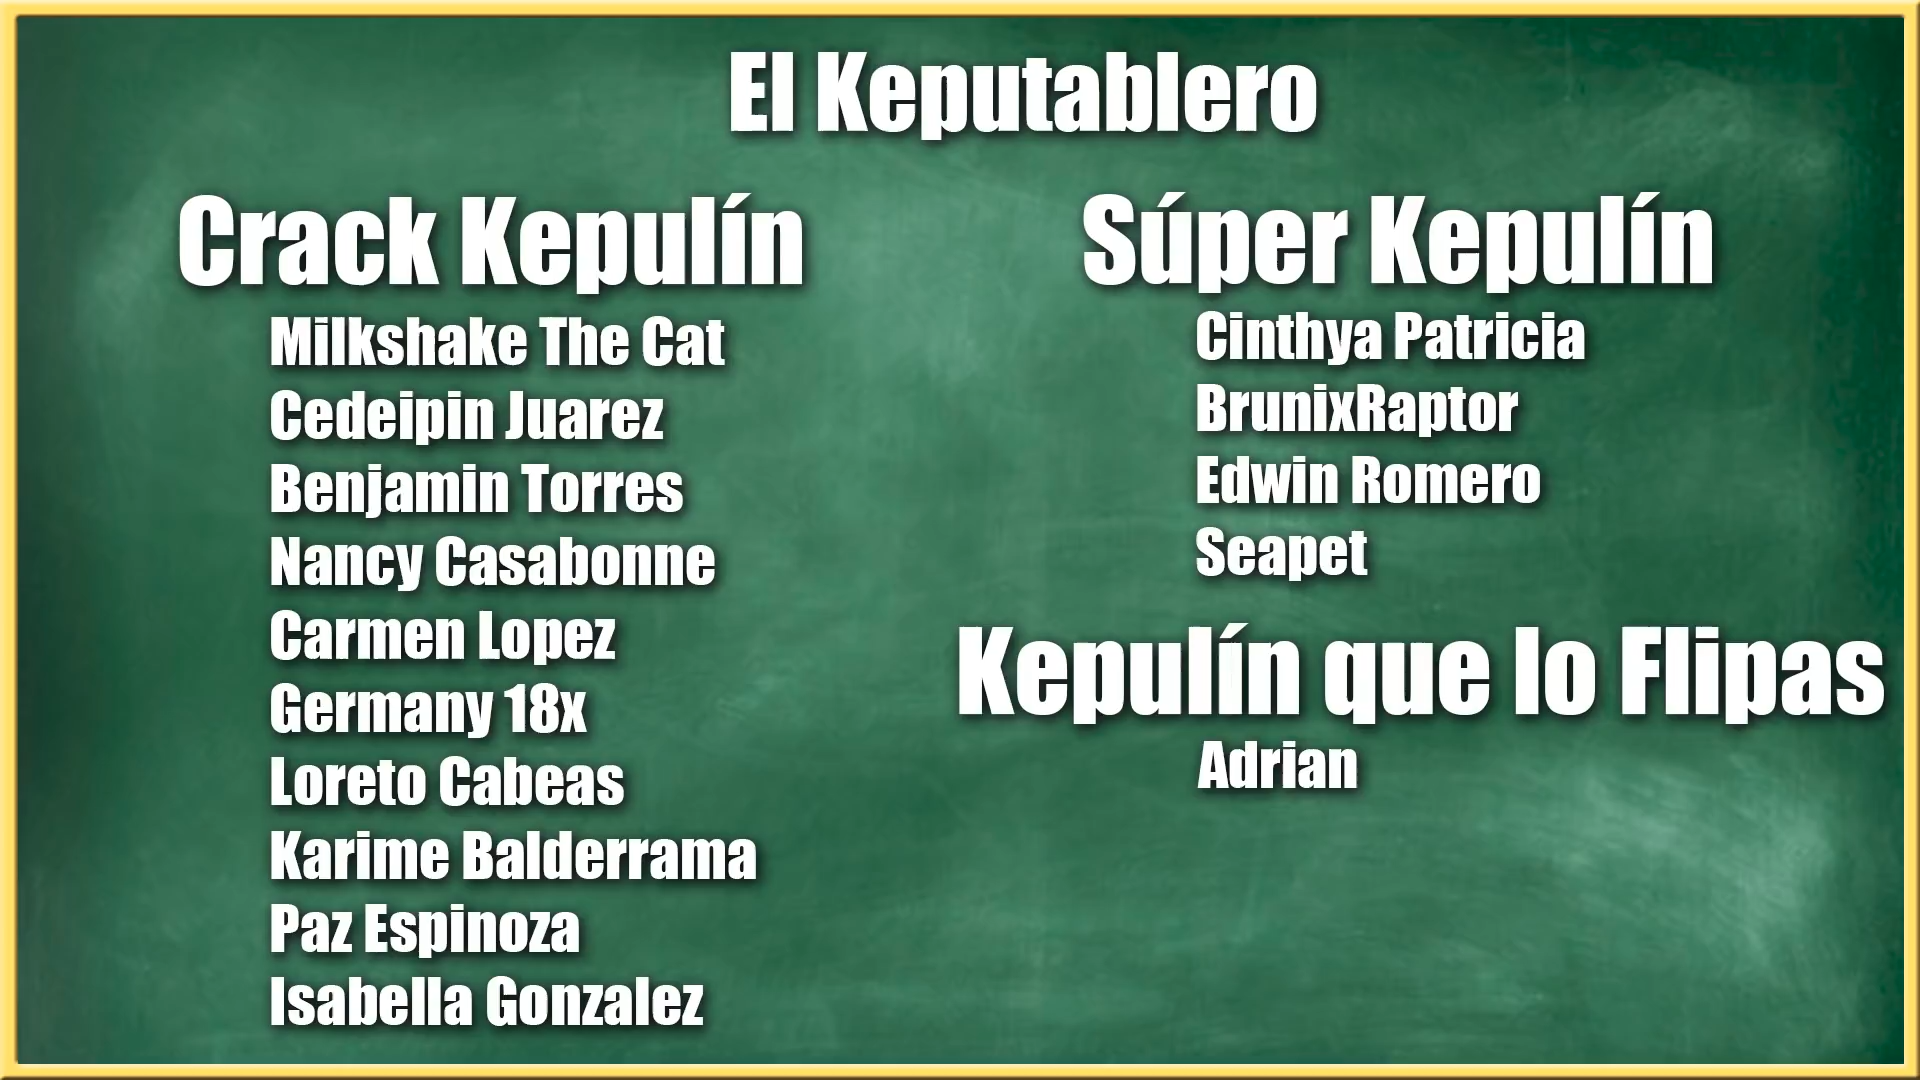 El Keputablero
Crack Kepulín
Milkshake The Cat
Cedeipin Juarez
Benjamin Torres
Nancy Casabonne
Carmen Lopez
Germany 18x
Loreto Cabeas
Karime Balderrama
Paz Espinoza
Isabella Gonzalez
Súper Kepulín
Cinthya Patricia
BrunixRaptor
Edwin Romero
Seapet
Kepulín que lo Flipas
Adrian